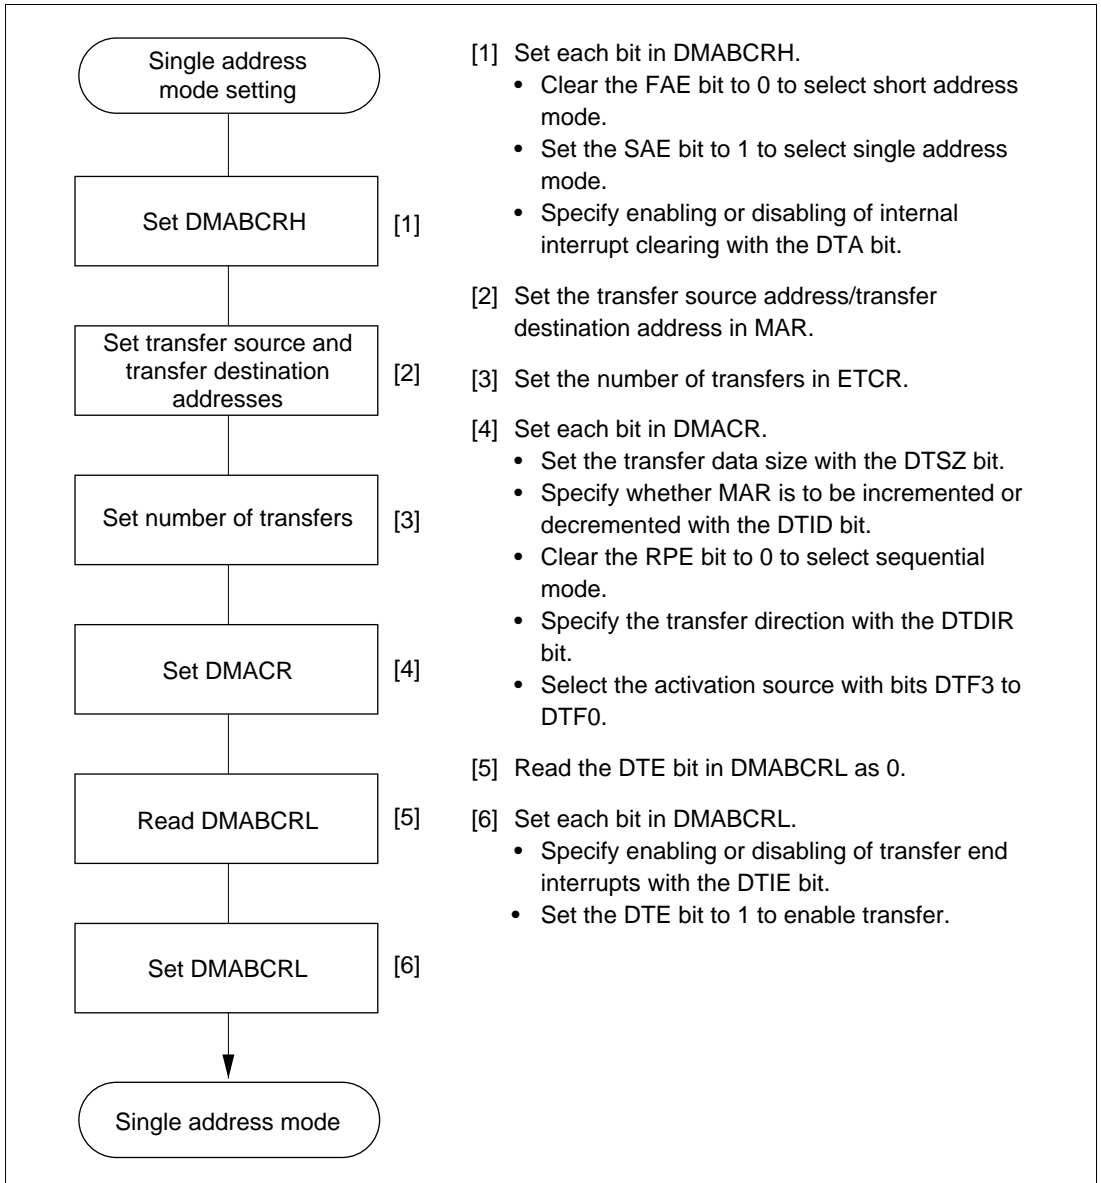 Single address
mode setting
Set DMABCRH
[1]
Set transfer source and
transfer destination
addresses
[2]
Set number of transfers
[3]
Set DMACR
[4]
Read DMABCRL
[5]
Set DMABCRL
[6]
Single address mode
[1] Set each bit in DMABCRH.
• Clear the FAE bit to 0 to select short address
mode.
• Set the SAE bit to 1 to select single address
mode.
• Specify enabling or disabling of internal
interrupt clearing with the DTA bit.
[2] Set the transfer source address/transfer
destination address in MAR.
[3] Set the number of transfers in ETCR.
[4] Set each bit in DMACR.
• Set the transfer data size with the DTSZ bit.
• Specify whether MAR is to be incremented or
decremented with the DTID bit.
• Clear the RPE bit to 0 to select sequential
mode.
• Specify the transfer direction with the DTDIR
bit.
• Select the activation source with bits DTF3 to
DTF0.
[5] Read the DTE bit in DMABCRL as 0.
[6] Set each bit in DMABCRL.
• Specify enabling or disabling of transfer end
interrupts with the DTIE bit.
• Set the DTE bit to 1 to enable transfer.